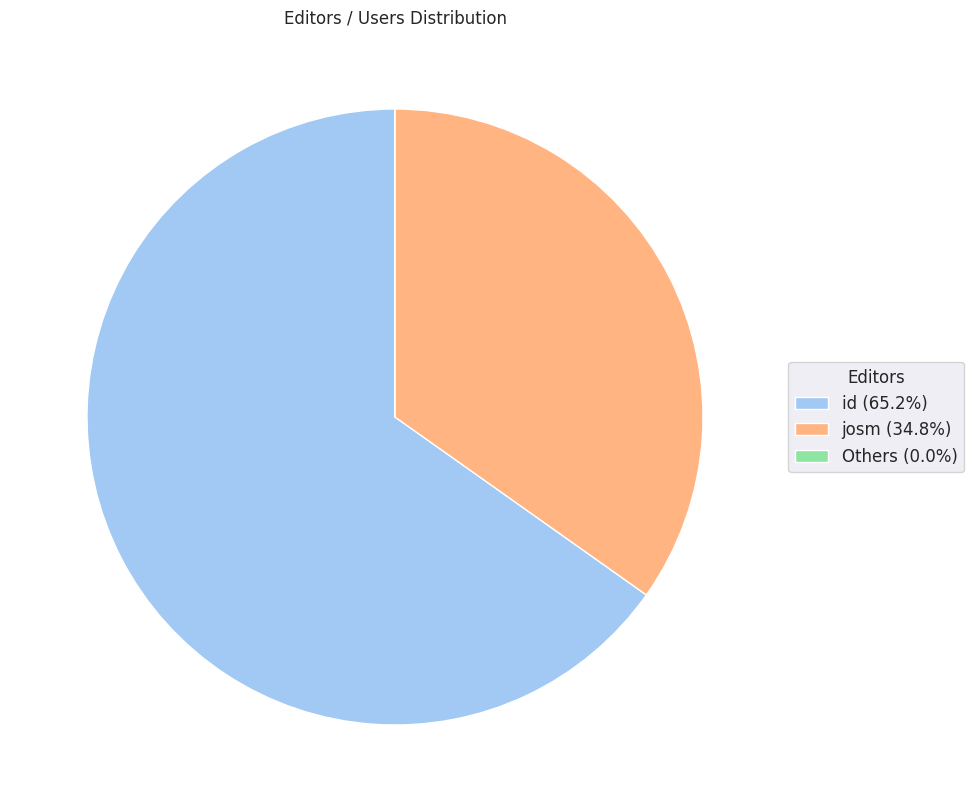 Editors / Users Distribution
Editors
id (65.2%)
josm (34.8%)
Others (0.0%)